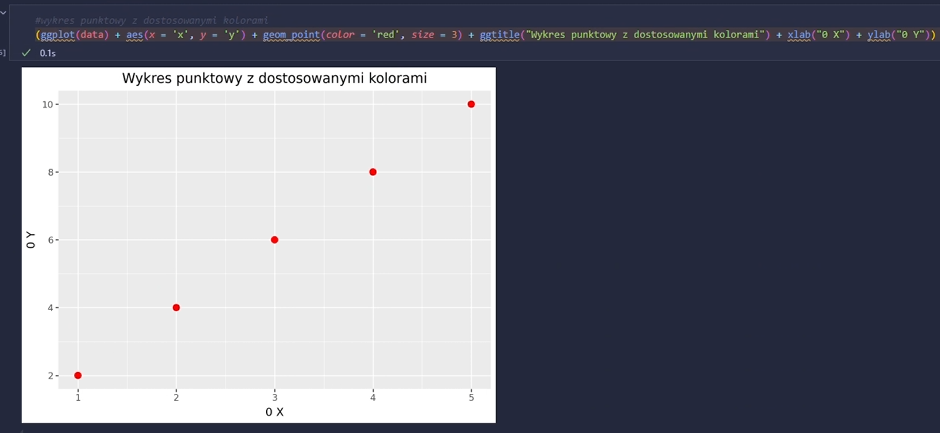 #wykres punktowy z dostosowanymi kolorami
(ggplot(data) + aes(x = 'x', y = 'y') + geom_point(color = 'red', size = 3) + ggtitle("Wykres punktowy z dostosowanymi kolorami") + xlab("0 X") + ylab("0 Y"))
0.1s
Wykres punktowy z dostosowanymi kolorami
10
8
6
4
2
0 Y
1 2 3 4 5
0 X